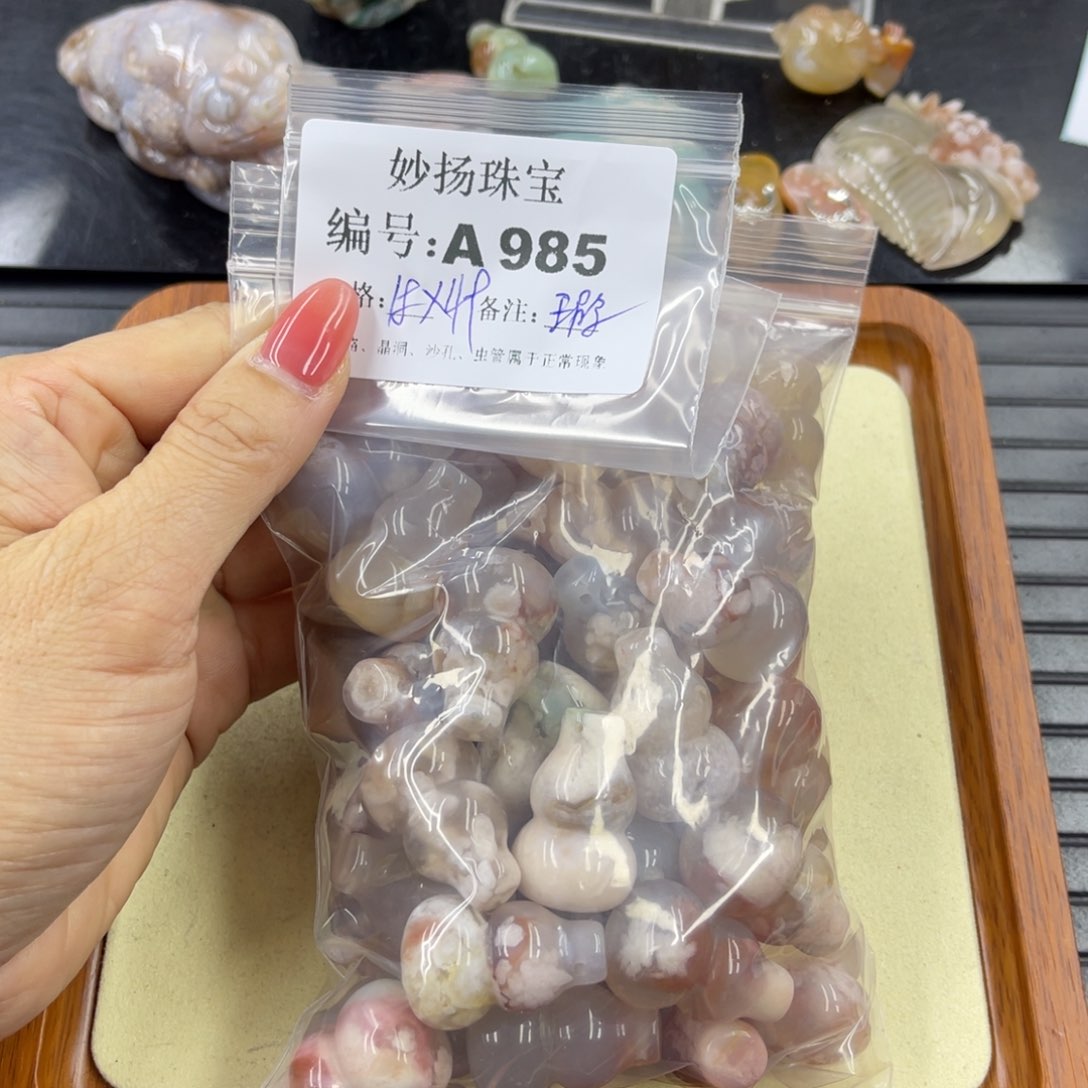 妙扬珠宝
编号:A 985
格: 备注:
、晶洞、沙孔、虫管属于正常现象